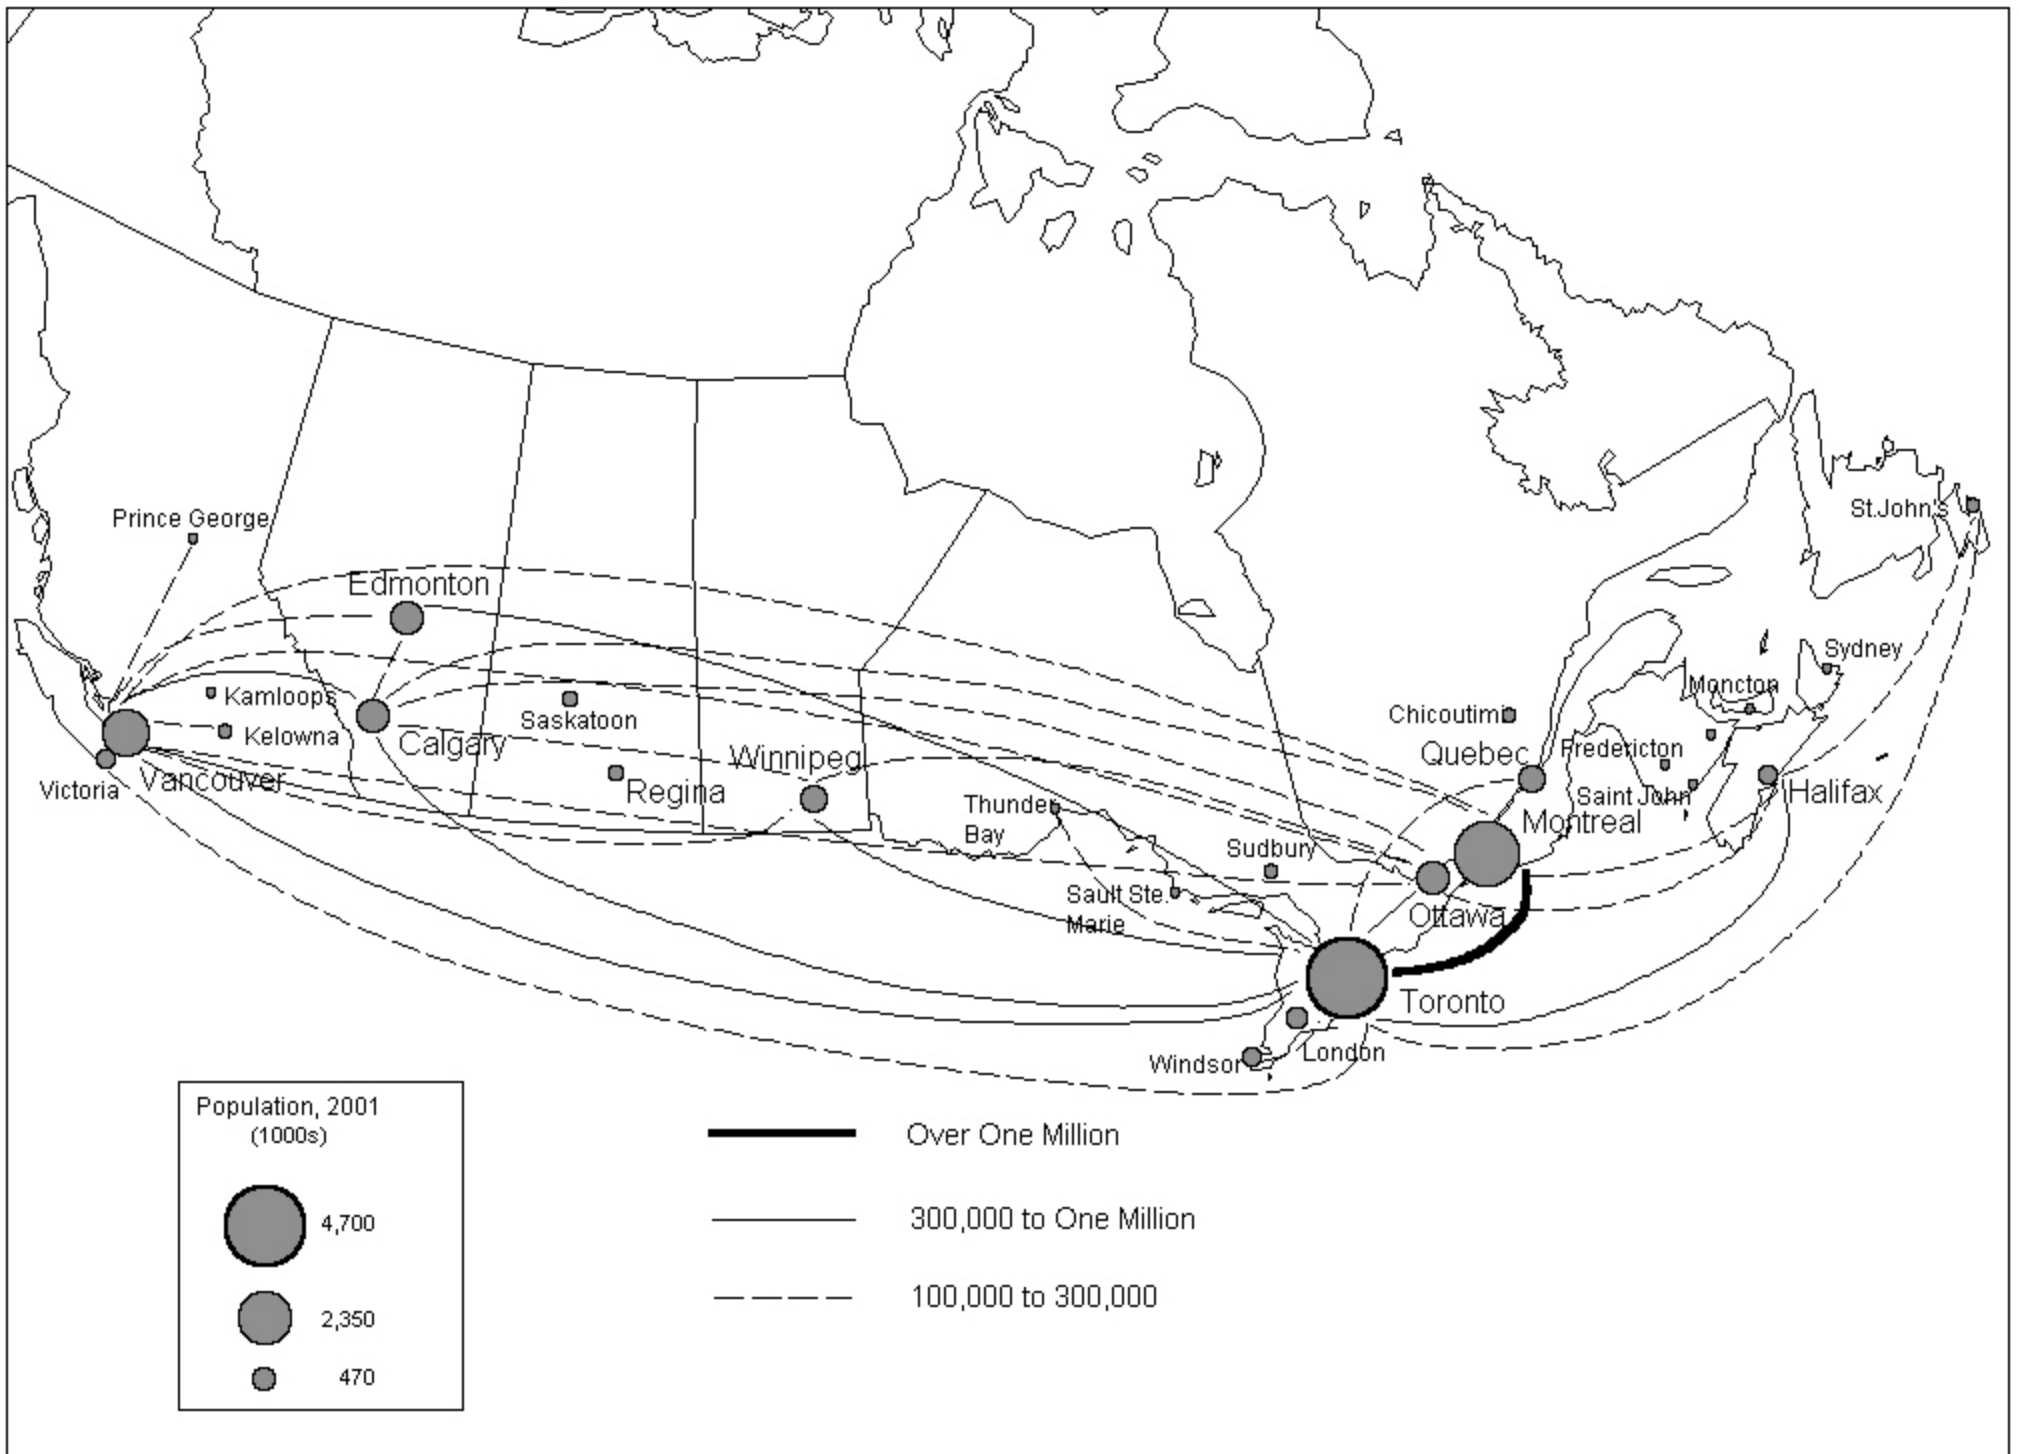 Prince George
Edmonton
St.John's
Sydney
Moncton
Kamloops
Saskatoon
Chicoutimi
Kelowna
Calgary
Winnipeg
Quebec
Fredericton
Victoria
Vancouver
Regina
Thunder
Bay
Saint John
Halifax
Montreal
Sudbury
Sault Ste.
Marie
Ottawa
Toronto
Windsor
London
Population, 2001
(1000s)
4,700
2,350
470
Over One Million
300,000 to One Million
100,000 to 300,000